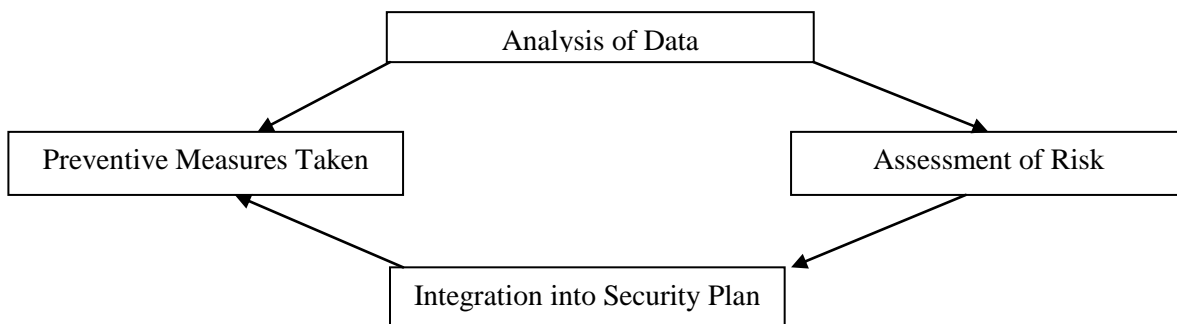 Analysis of Data
Preventive Measures Taken
Assessment of Risk
Integration into Security Plan